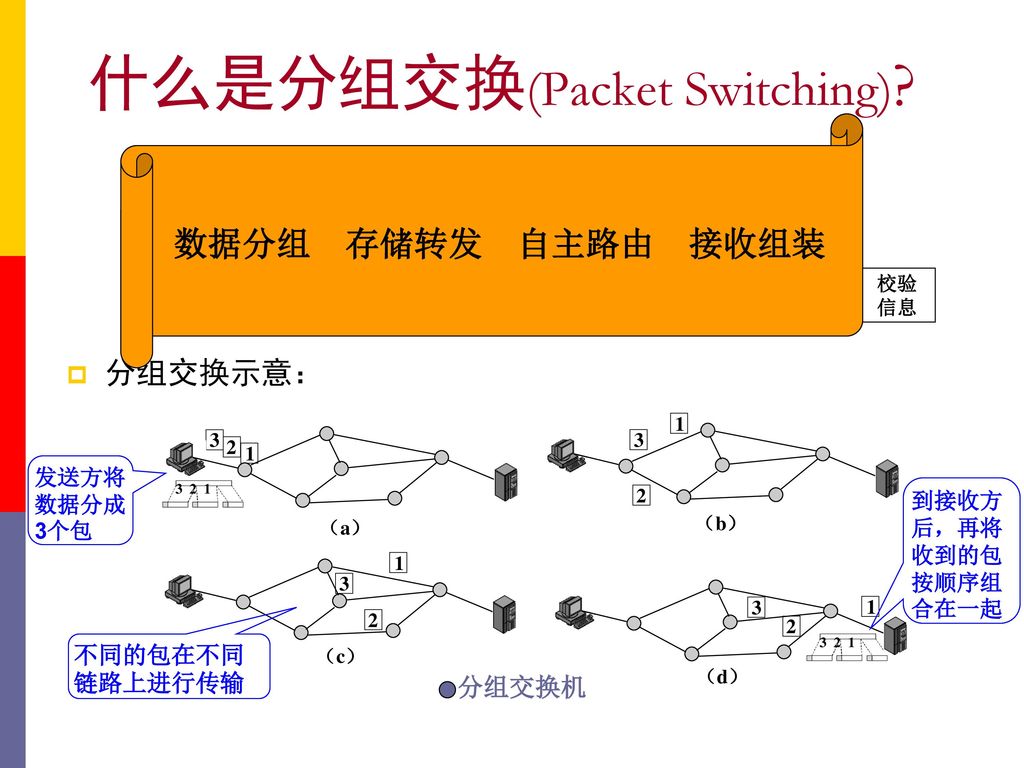 什么是分组交换(Packet Switching)?
数据分组 存储转发 自主路由 接收组装
校验
信息
分组交换示意：
3 2 1
发送方将
数据分成
3个包
3 2 1
（a）
1
3
2
（b）
到接收方
后，再将
收到的包
按顺序组
合在一起
1
3
2
（c）
不同的包在不同
链路上进行传输
3
2
1
3 2 1
（d）
分组交换机